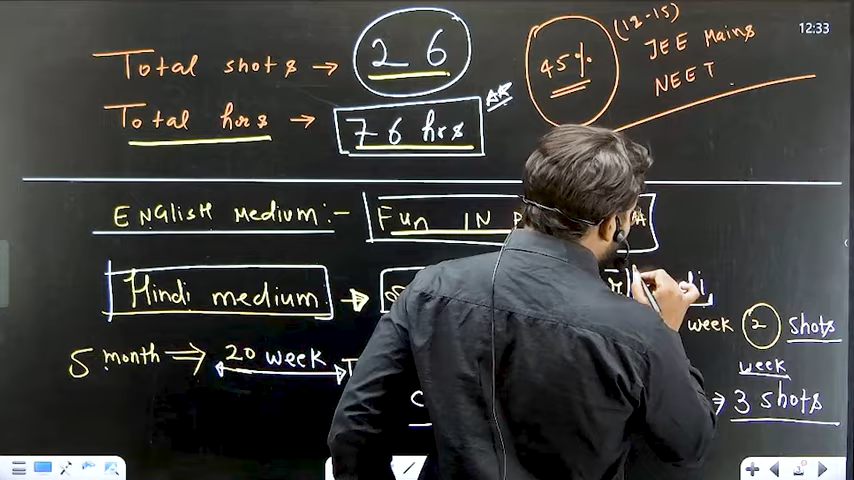 12:33
Total shots → 26
45% (12-15) JEE Mains
NEET
Total hrs → 76 hrs
ENGLISH medium:- Fun IN
Hindi medium →
week 2 shots
5 month ⇒ 20 week
week
3 shots